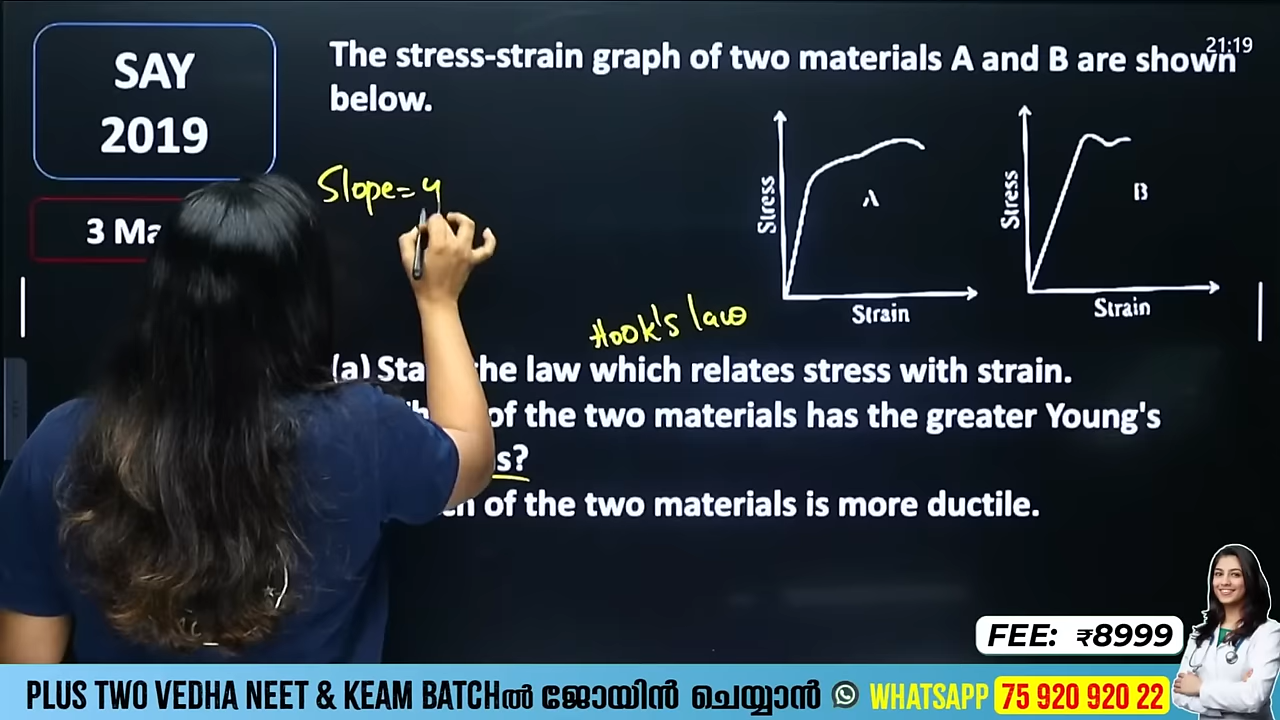 SAY
2019
3 Ma
The stress-strain graph of two materials A and B are shown
below.
21:19
Slope= y
Stress
A
Strain
Stress
B
Strain
Hook's law
(a) Sta he law which relates stress with strain.
of the two materials has the greater Young's
s?
of the two materials is more ductile.
FEE: ₹8999
PLUS TWO VEDHA NEET & KEAM BATCHൽ ജോയിൻ ചെയ്യാൻ WHATSAPP 75 920 920 22